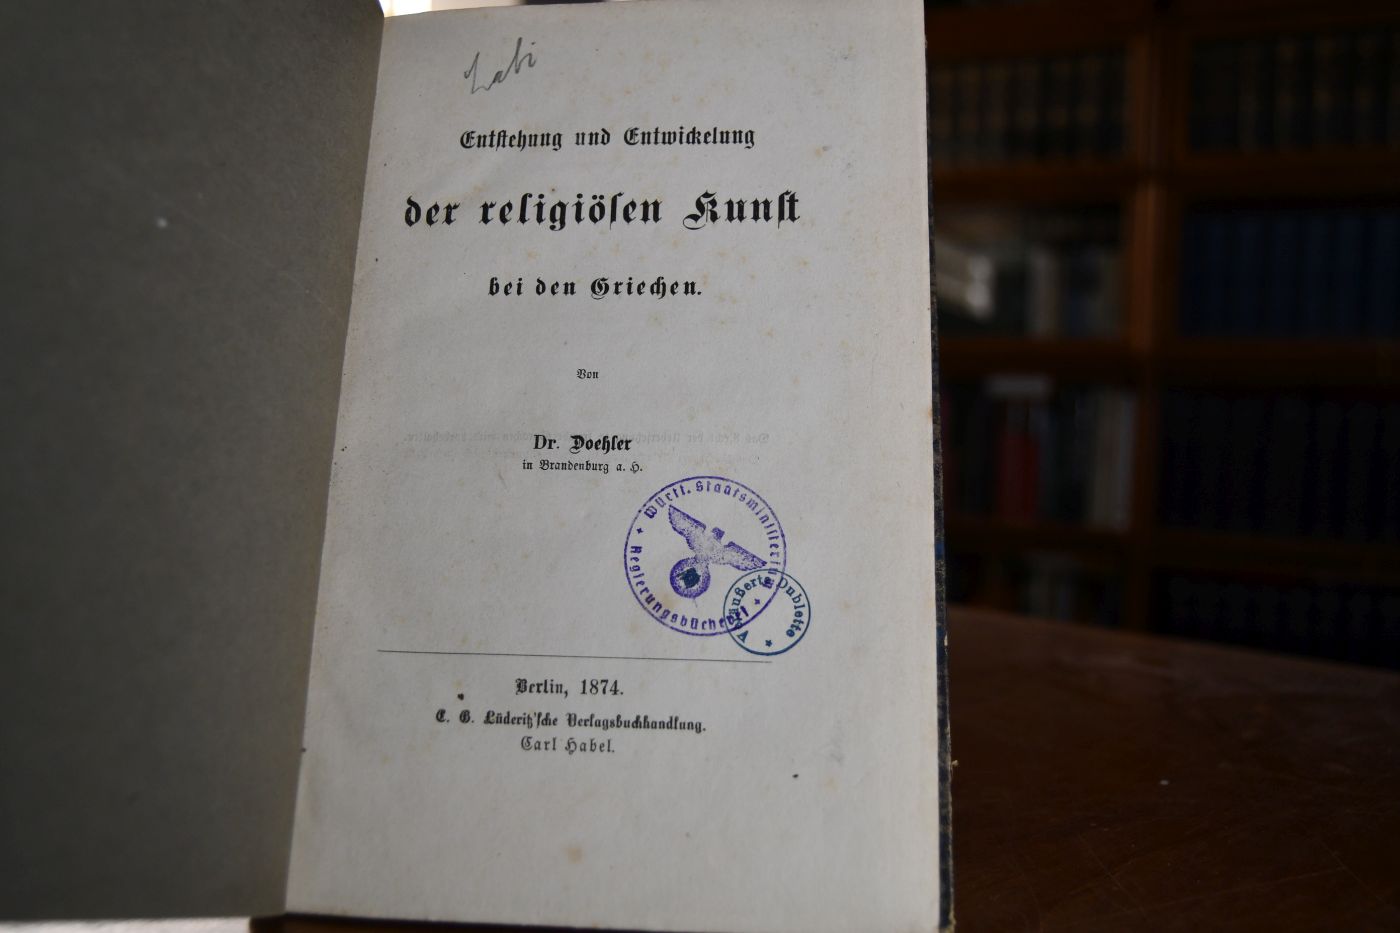 Labi
Entstehung und Entwickelung
der religiösen Kunst
bei den Griechen.
Von
Dr. Doehler
in Brandenburg a. H.
Württ. Staatsministerium
Regierungsbücherei
Dublette
Berlin, 1874.
C. G. Lüderitz'sche Verlagsbuchhandlung.
Carl Habel.